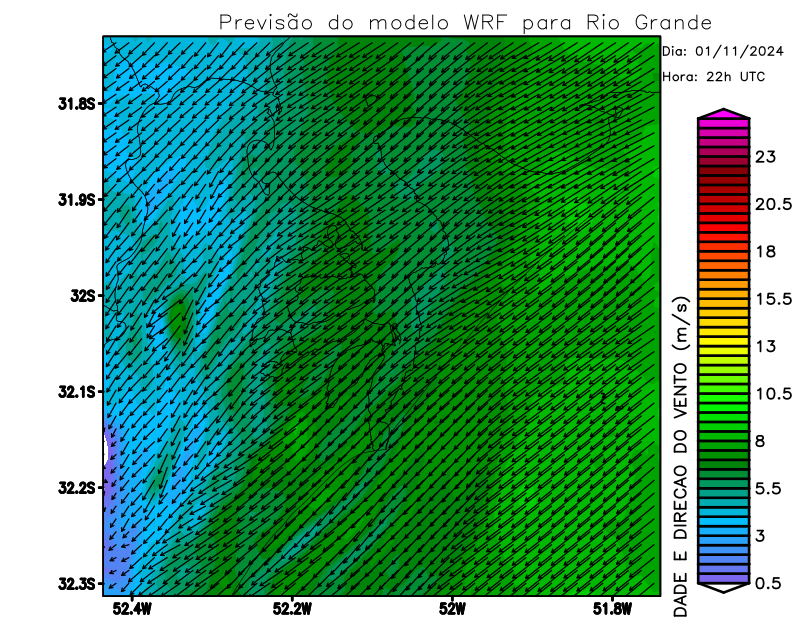 Previsão do modelo WRF para Rio Grande
Dia: 01/11/2024
Hora: 22h UTC
31.8S
31.9S
32S
32.1S
32.2S
32.3S
52.4W
52.2W
52W
51.8W
23
20.5
18
15.5
13
10.5
8
5.5
3
0.5
DADE E DIRECAO DO VENTO (m/s)